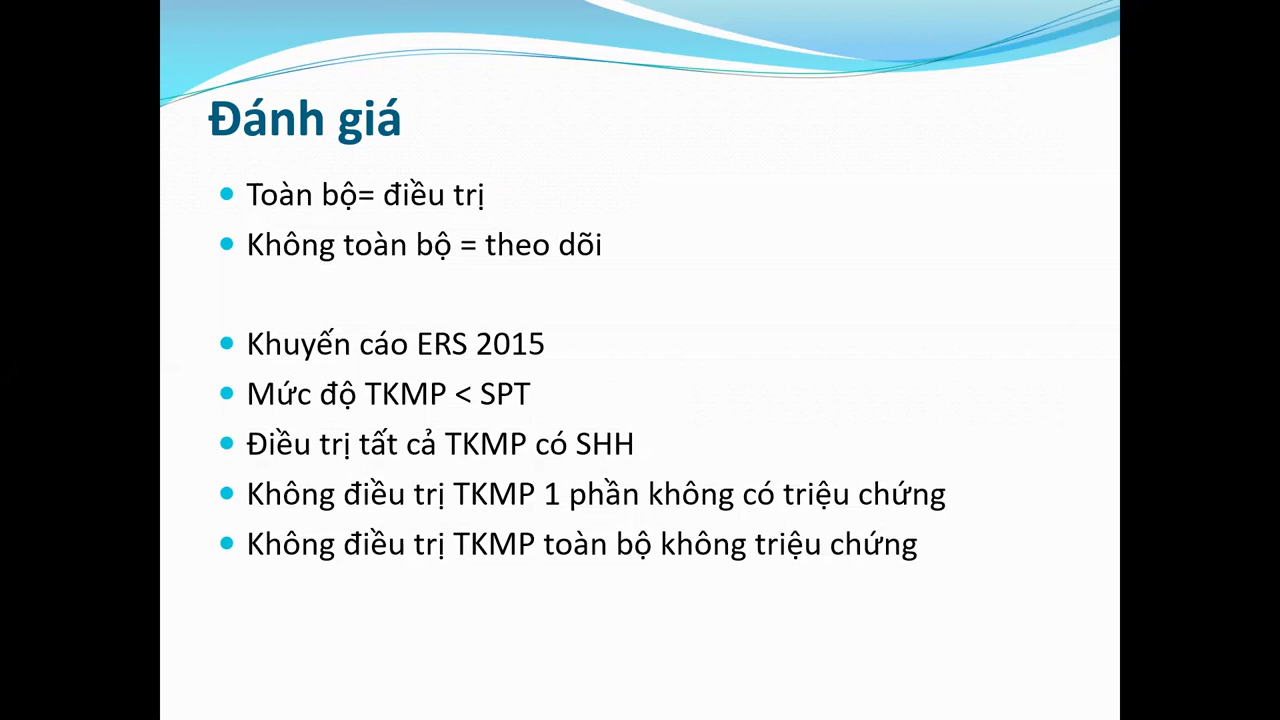 Đánh giá
Toàn bộ= điều trị
Không toàn bộ = theo dõi
Khuyến cáo ERS 2015
Mức độ TKMP < SPT
Điều trị tất cả TKMP có SHH
Không điều trị TKMP 1 phần không có triệu chứng
Không điều trị TKMP toàn bộ không triệu chứng